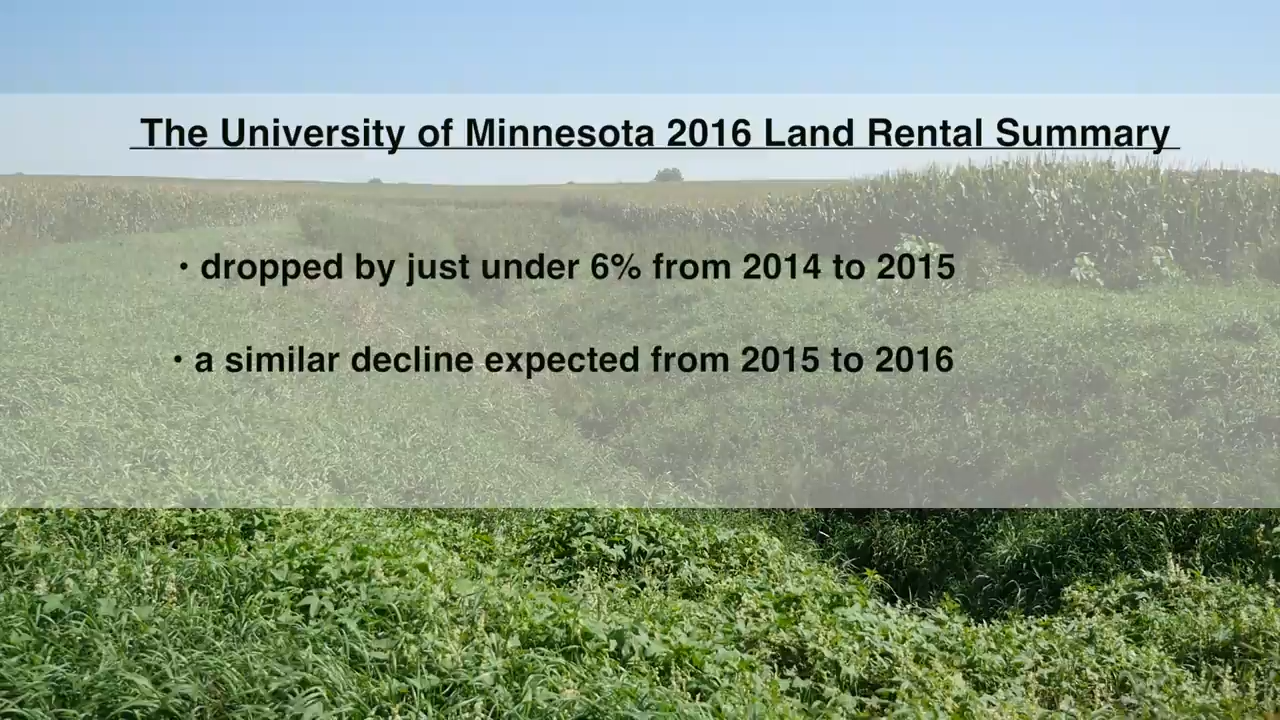 The University of Minnesota 2016 Land Rental Summary
• dropped by just under 6% from 2014 to 2015
• a similar decline expected from 2015 to 2016